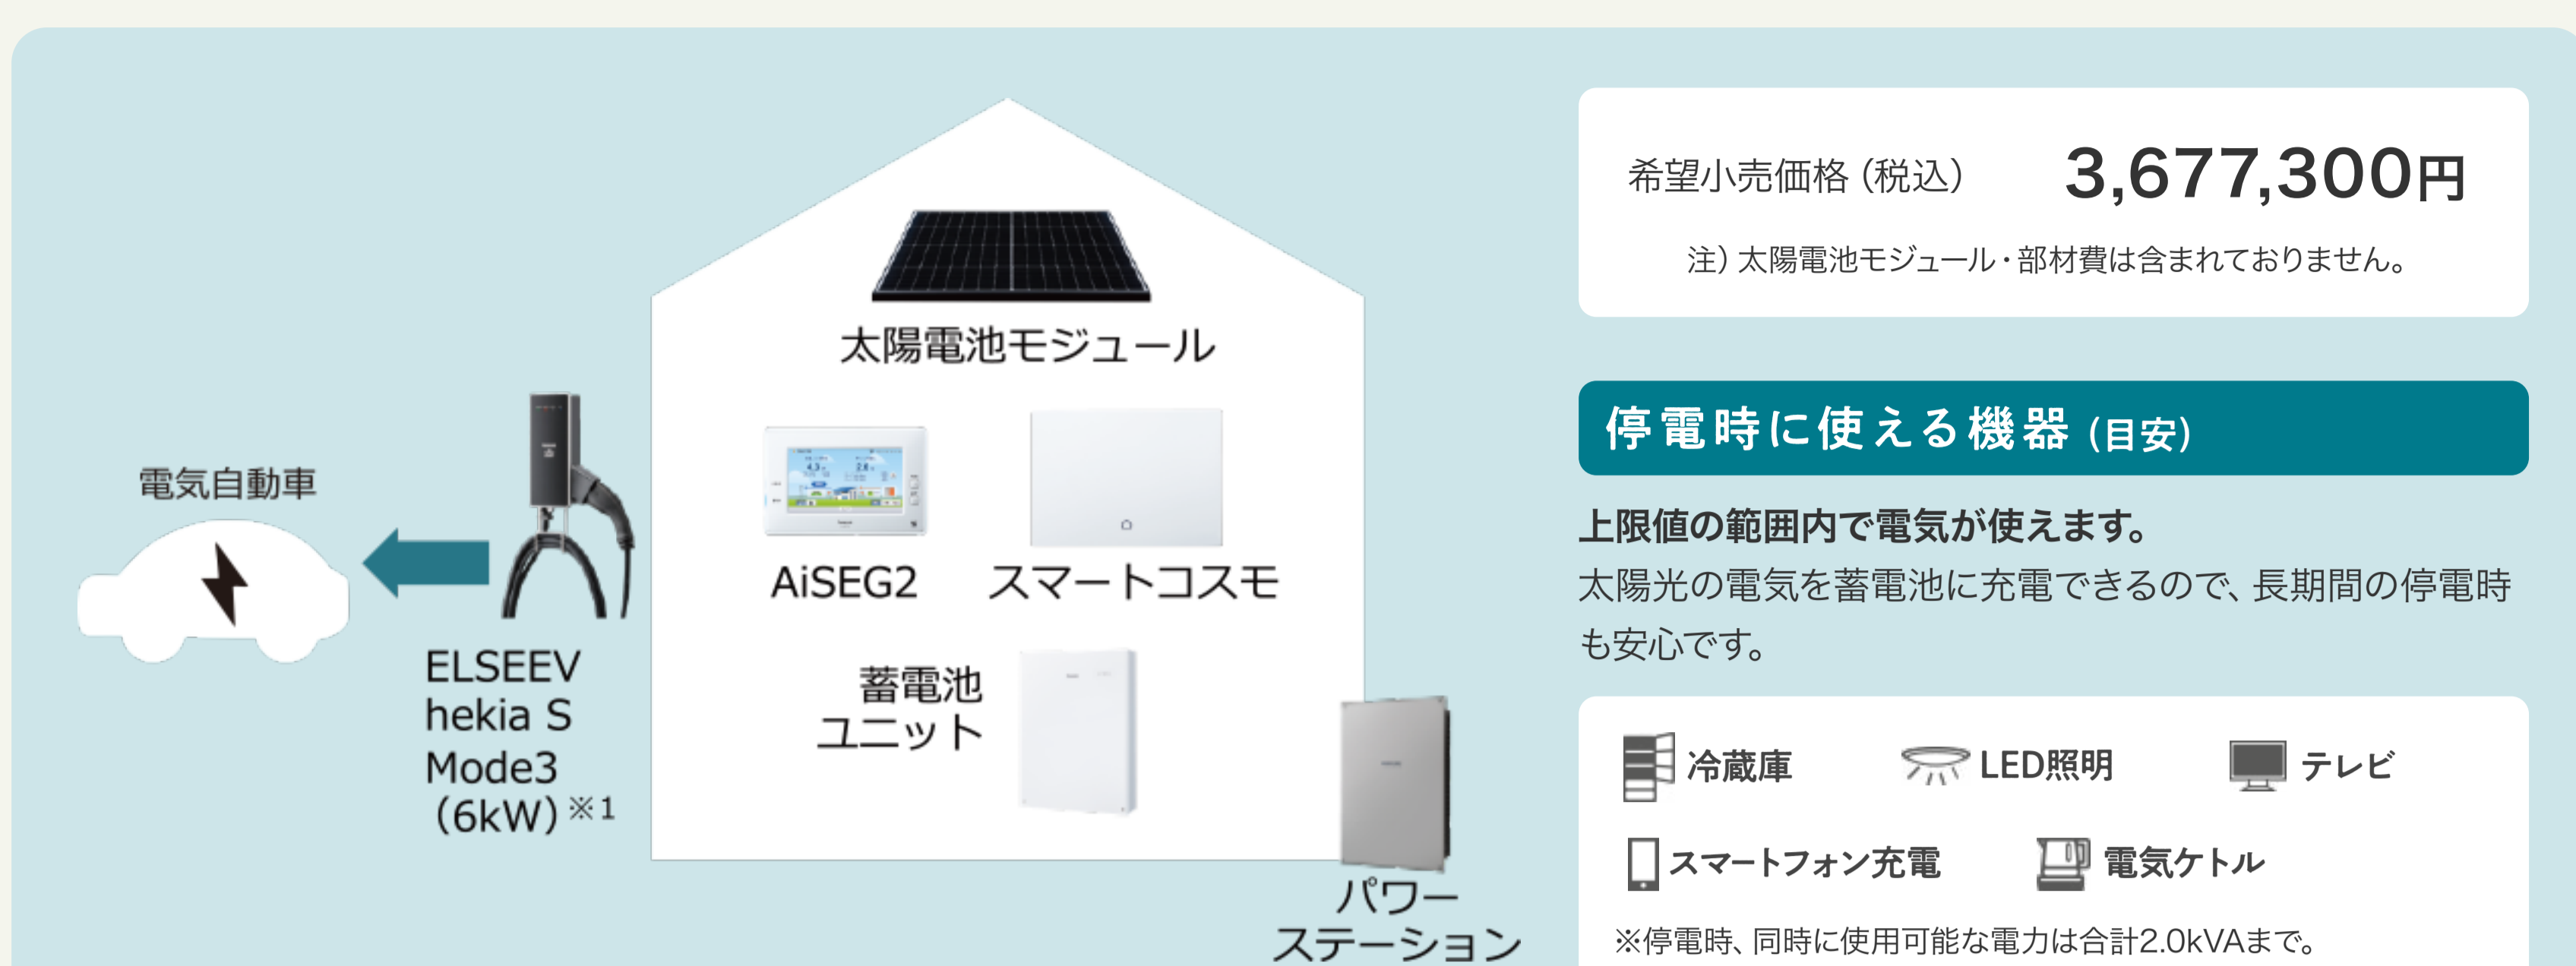 希望小売価格（税込） 3,677,300円
注）太陽電池モジュール・部材費は含まれておりません。
太陽電池モジュール
AiSEG2
スマートコスモ
電気自動車
ELSEEV
hekia S
Mode3
（6kW）※1
蓄電池
ユニット
パワー
ステーション
停電時に使える機器（目安）
上限値の範囲内で電気が使えます。
太陽光の電気を蓄電池に充電できるので、長期間の停電時
も安心です。
冷蔵庫 LED照明 テレビ
スマートフォン充電 電気ケトル
※停電時、同時に使用可能な電力は合計2.0kVAまで。